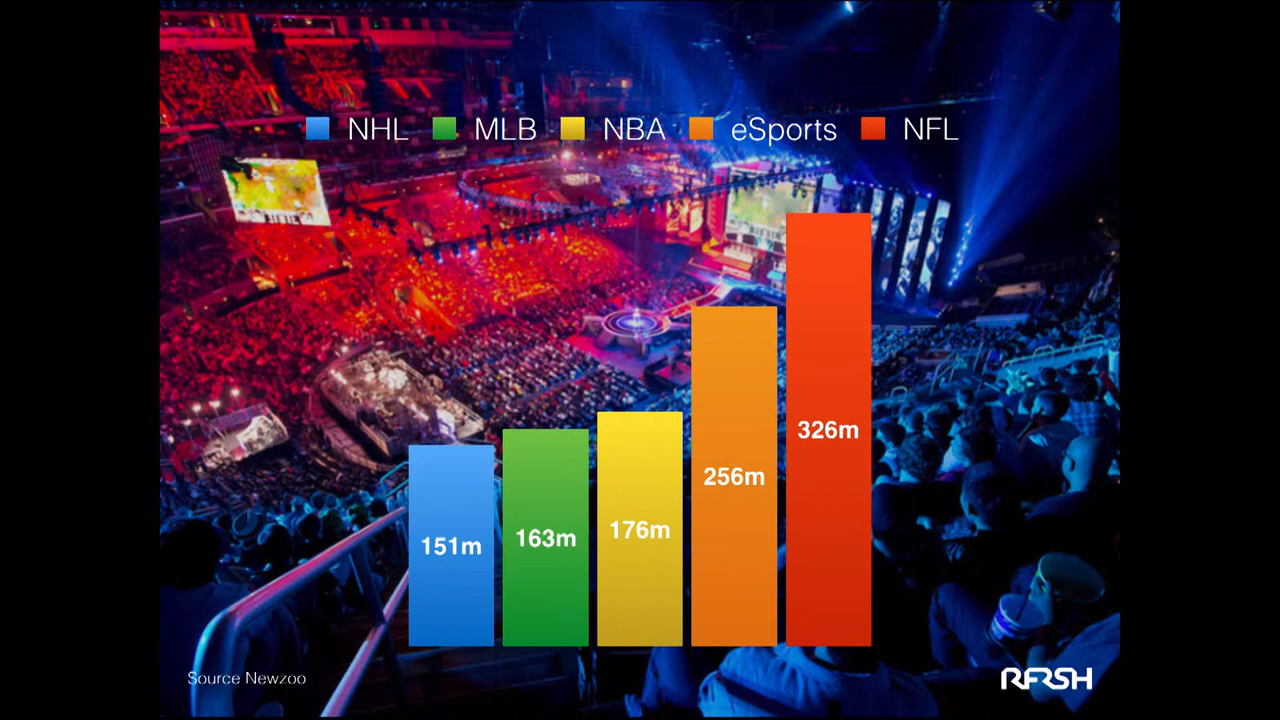 NHL MLB NBA eSports NFL
326m
256m
176m
163m
151m
Source Newzoo
RFRSH